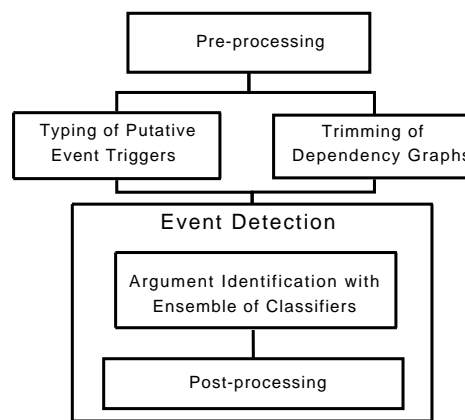 Pre-processing
Typing of Putative
Event Triggers
Trimming of
Dependency Graphs
Event Detection
Argument Identification with
Ensemble of Classifiers
Post-processing